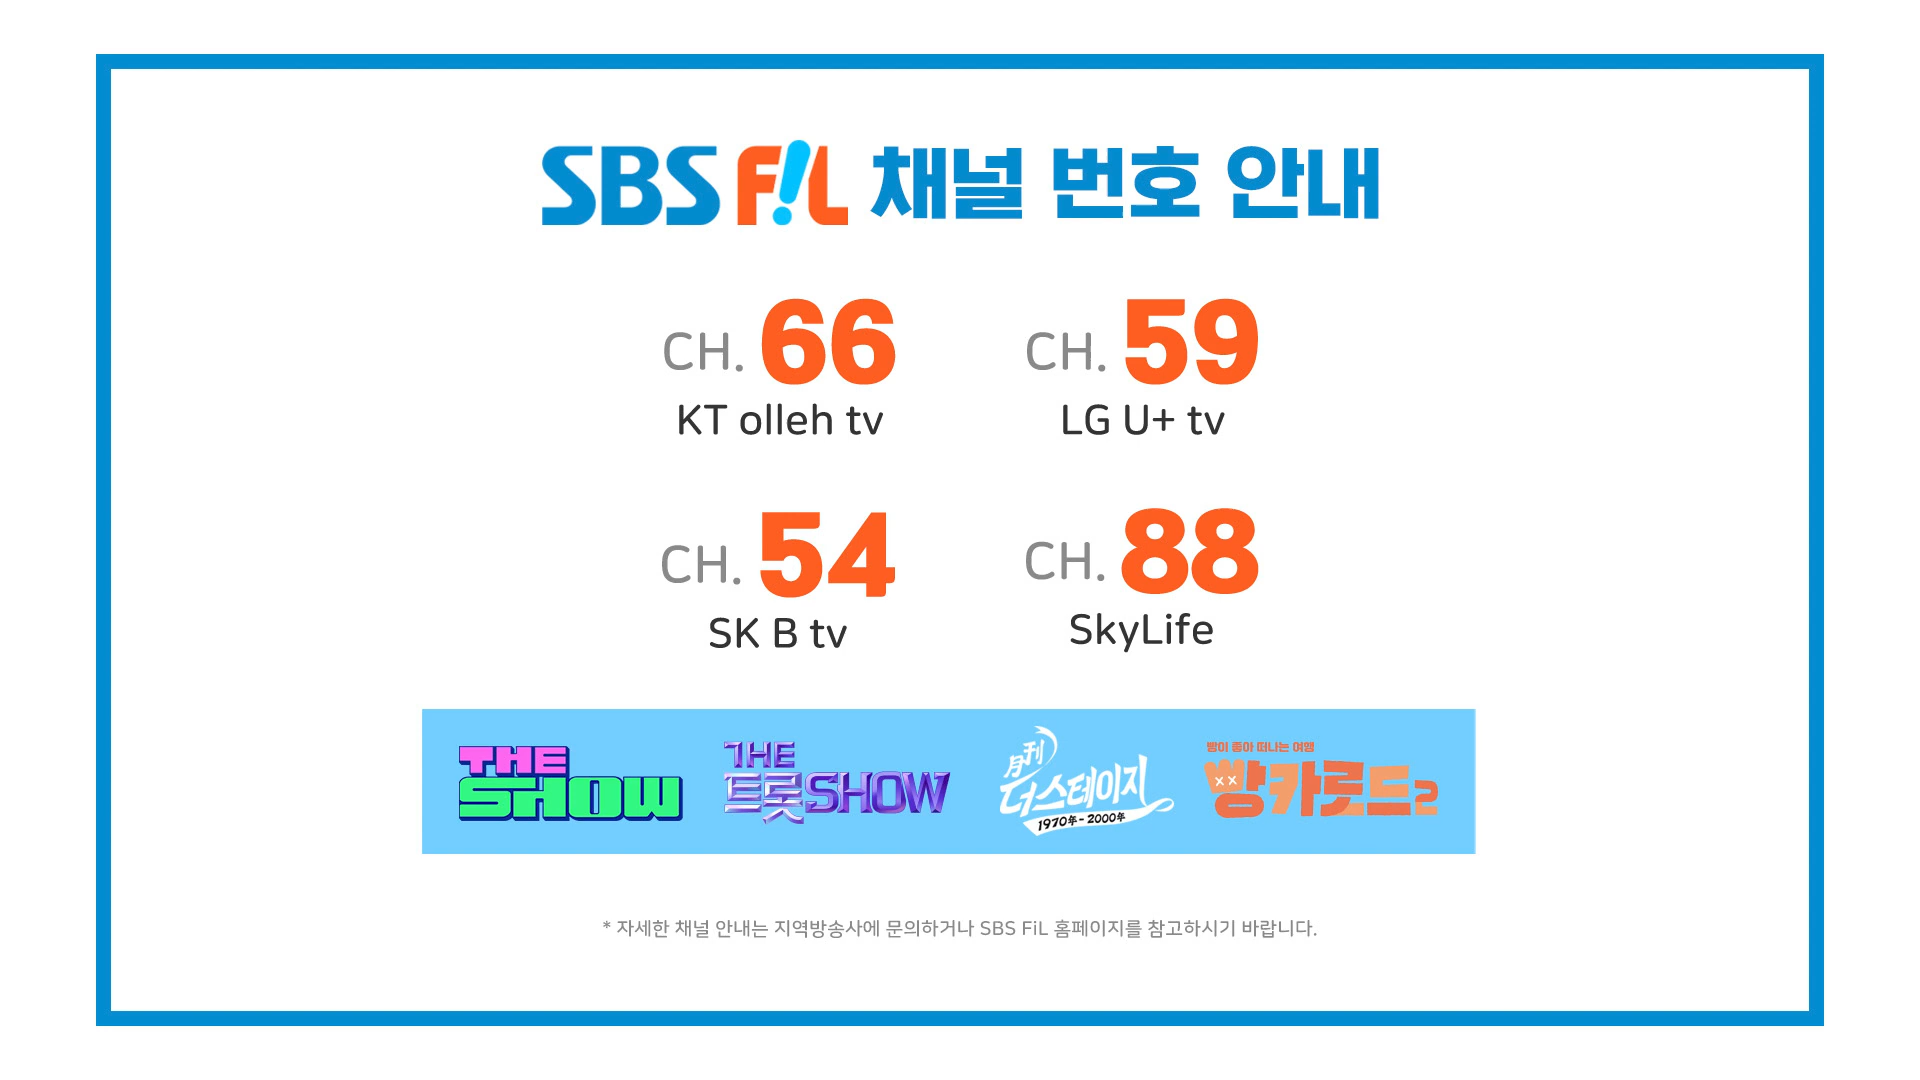 SBS F!L 채널 번호 안내
CH. 66
KT olleh tv
CH. 59
LG U+ tv
CH. 54
SK B tv
CH. 88
SkyLife
THE
SHOW
THE
트롯SHOW
月刊
더스테이지
1970年-2000年
빵이 좋아 떠나는 여행
빵카로드2
* 자세한 채널 안내는 지역방송사에 문의하거나 SBS FiL 홈페이지를 참고하시기 바랍니다.